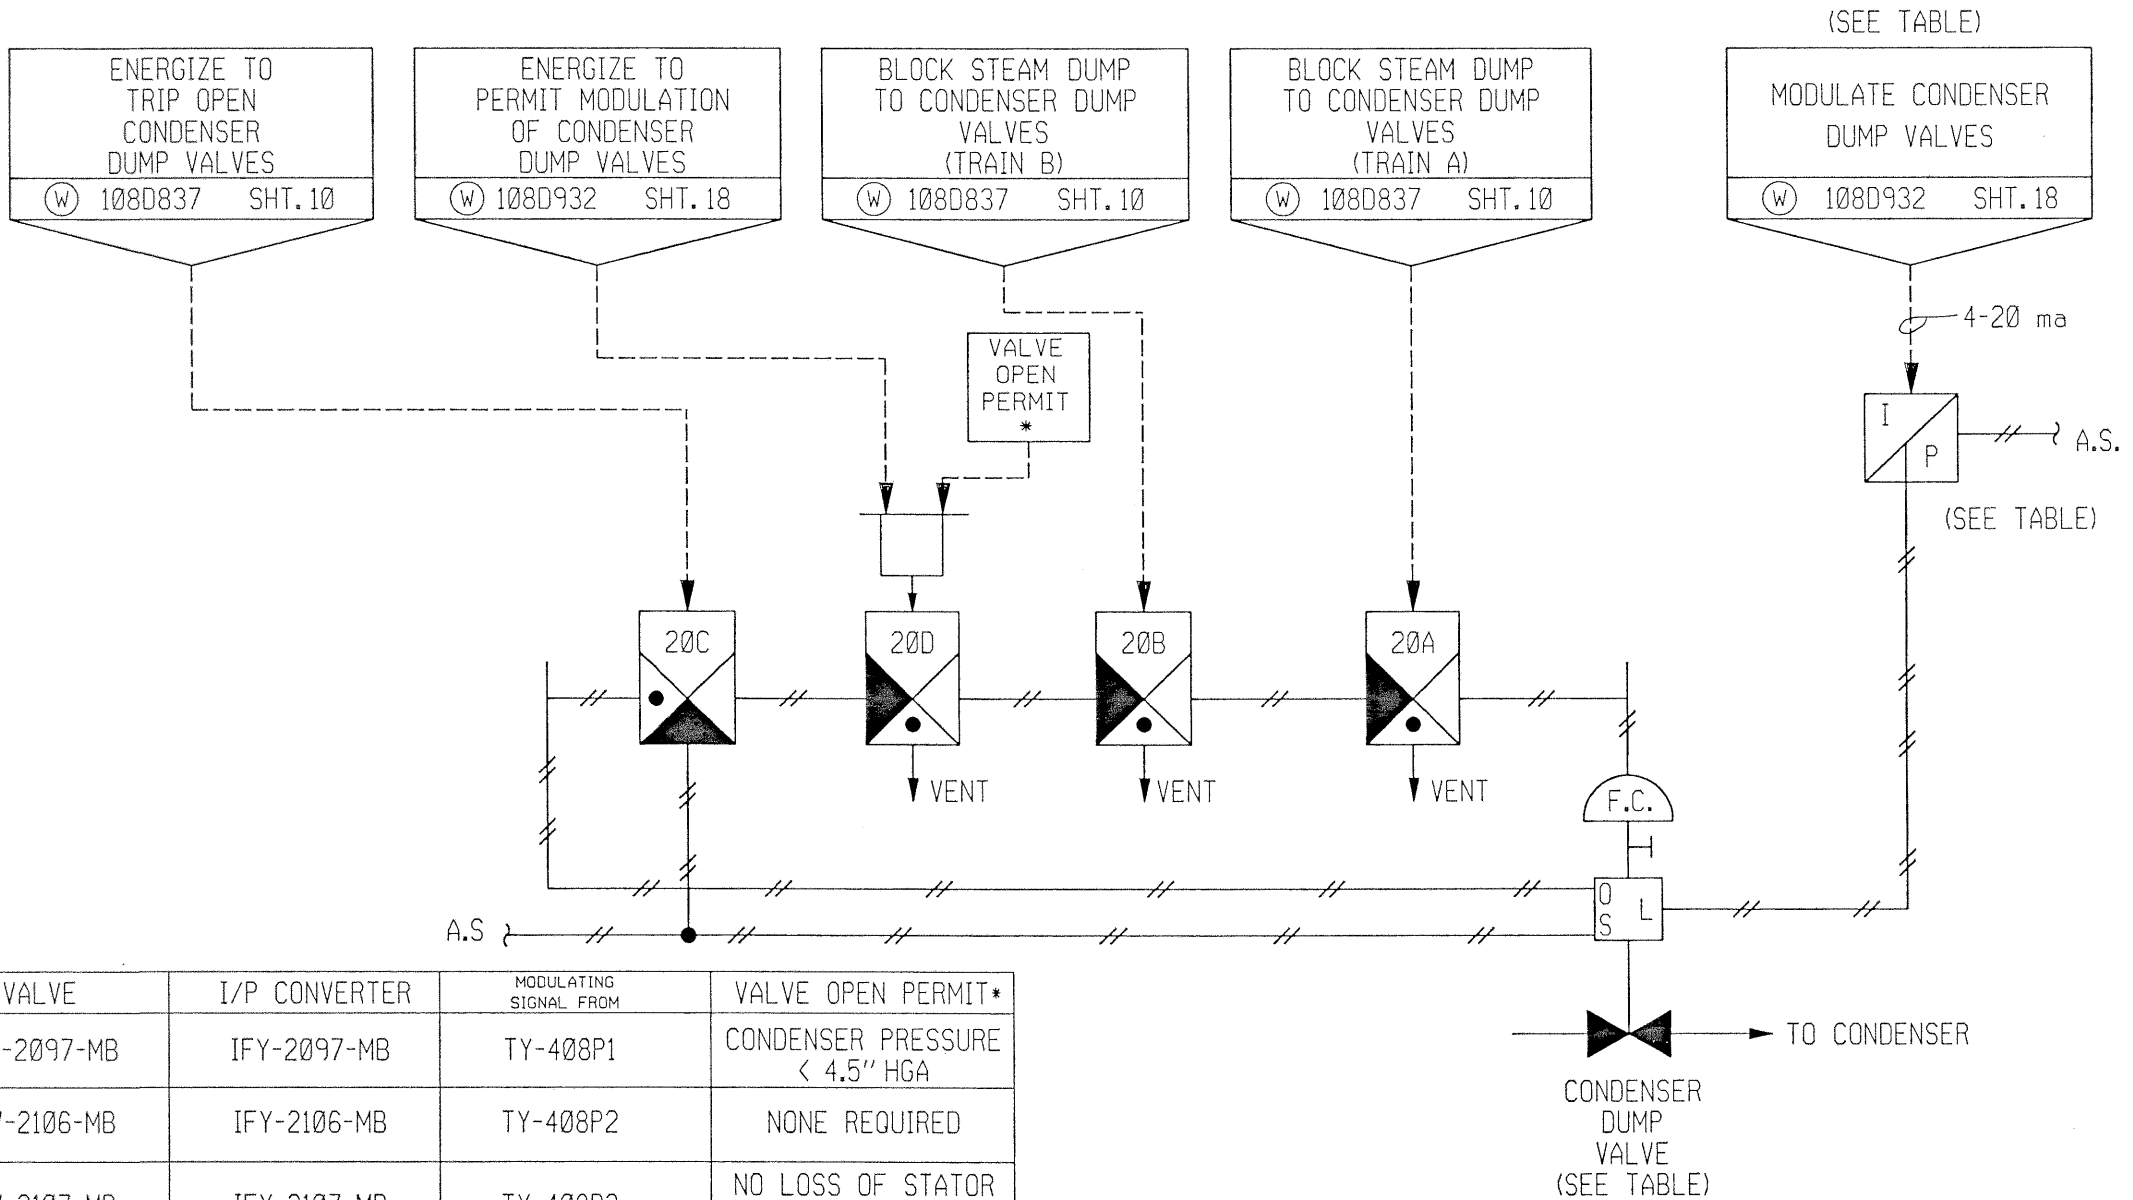 (SEE TABLE)
ENERGIZE TO
TRIP OPEN
CONDENSER
DUMP VALVES
W 108D837 SHT.10
ENERGIZE TO
PERMIT MODULATION
OF CONDENSER
DUMP VALVES
W 108D932 SHT.18
BLOCK STEAM DUMP
TO CONDENSER DUMP
VALVES
(TRAIN B)
W 108D837 SHT.10
BLOCK STEAM DUMP
TO CONDENSER DUMP
VALVES
(TRAIN A)
W 108D837 SHT.10
MODULATE CONDENSER
DUMP VALVES
W 108D932 SHT.18
4-20 ma
VALVE
OPEN
PERMIT
*
I
P
A.S.
(SEE TABLE)
20C
20D
20B
20A
VENT
VENT
VENT
F.C.
O
S
L
A.S
TO CONDENSER
CONDENSER
DUMP
VALVE
(SEE TABLE)
VALVE I/P CONVERTER MODULATING SIGNAL FROM VALVE OPEN PERMIT*
-2097-MB IFY-2097-MB TY-408P1 CONDENSER PRESSURE
< 4.5" HGA
-2106-MB IFY-2106-MB TY-408P2 NONE REQUIRED
NO LOSS OF STATOR